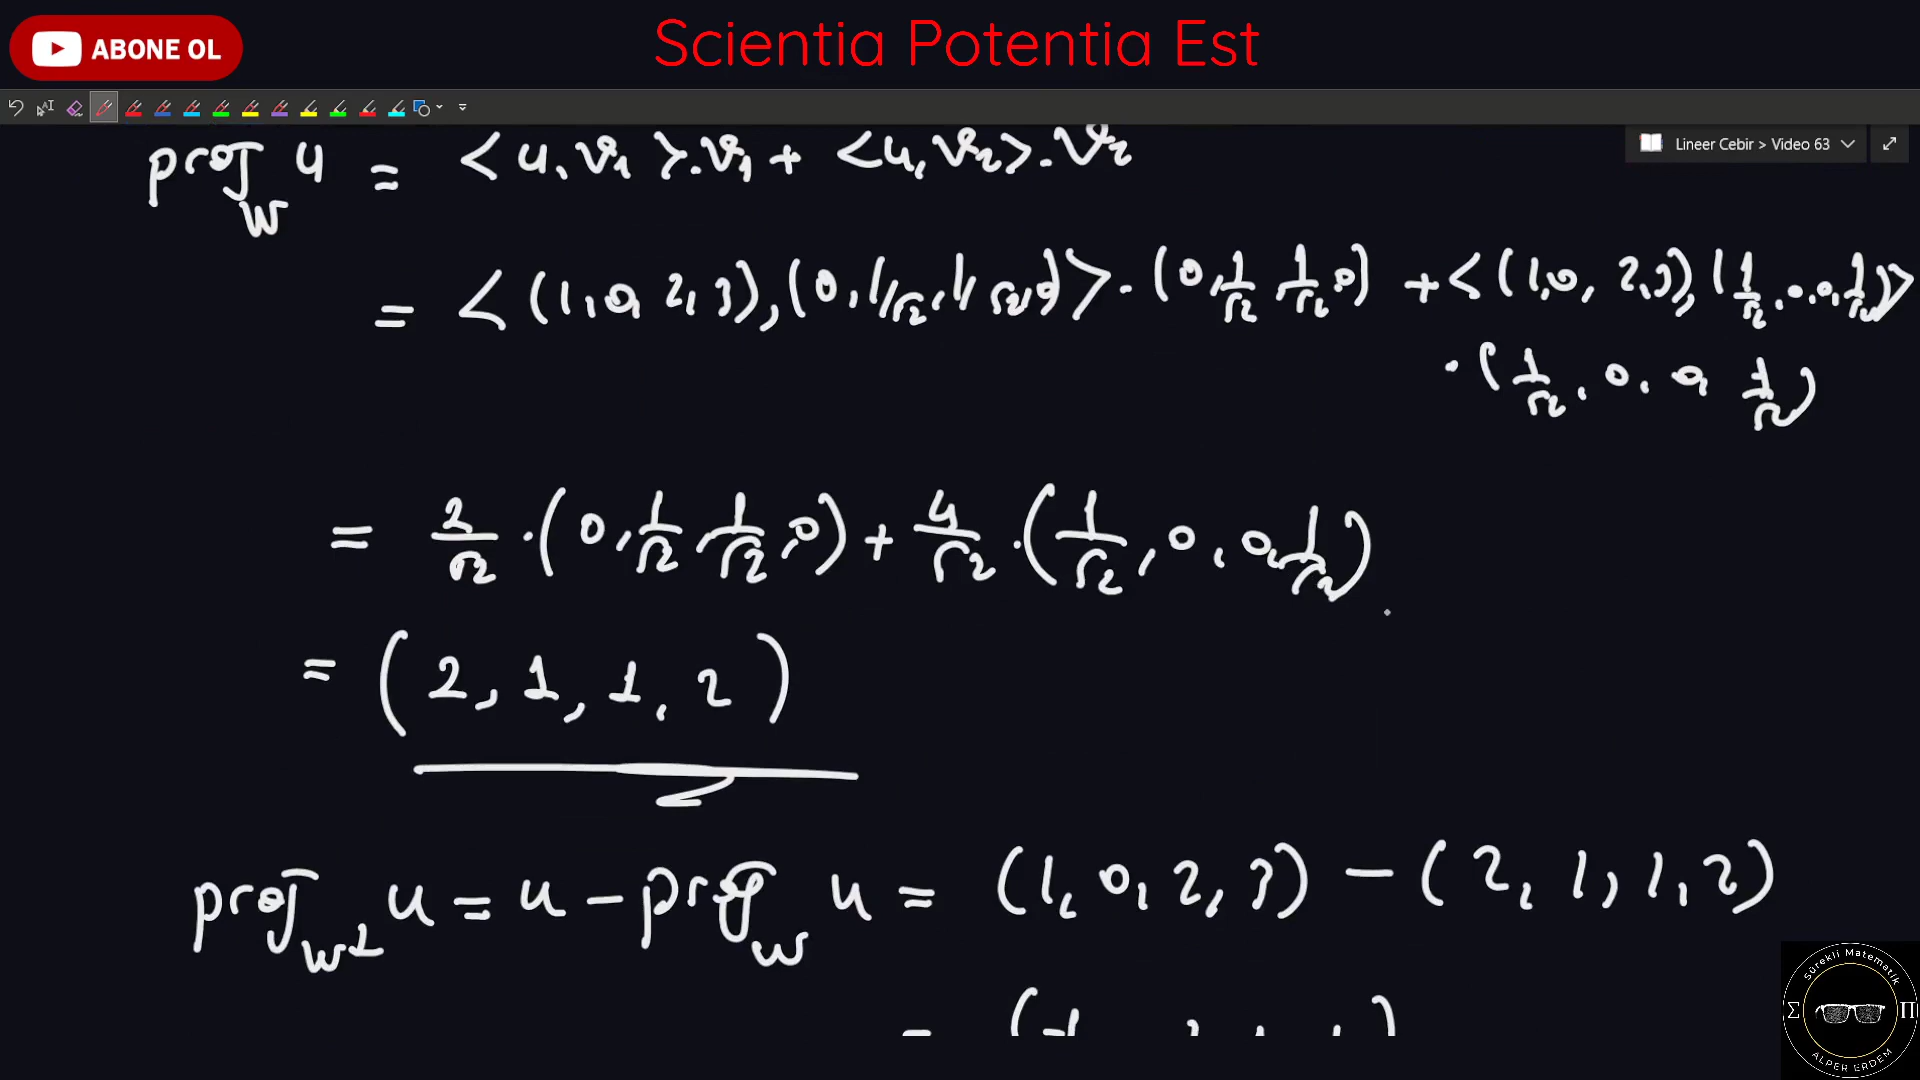 ABONE OL
Scientia Potentia Est
Lineer Cebir > Video 63
proj_W u = <u.v1>.v1 + <u,v2>.v2
= <(1,0,2,3),(0,1/√2,1/√2,0)>.(0,1/√2,1/√2,0) + <(1,0,2,3),(1/√2,0,0,1/√2)>
.(1/√2,0,0,1/√2)
= 2/√2 .(0,1/√2,1/√2,0) + 4/√2 .(1/√2,0,0,1/√2)
= (2,1,1,2)
proj_W⊥ u = u - proj_W u = (1,0,2,3) - (2,1,1,2)
Sürekli Matematik
Σ Π
ALPER ERDEM